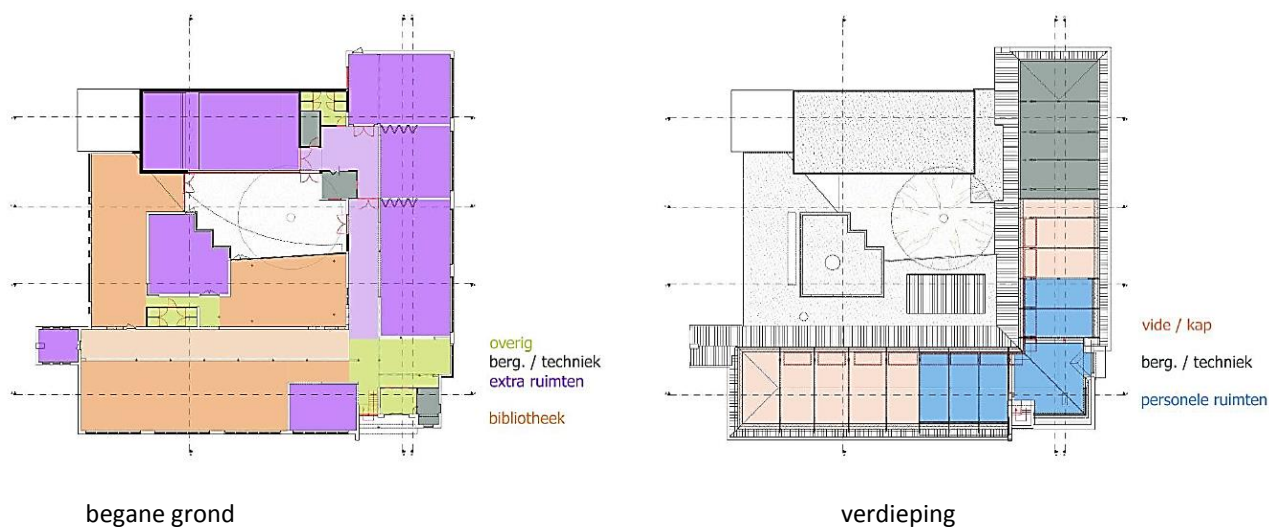 overig
berg. / techniek
extra ruimten
bibliotheek
vide / kap
berg. / techniek
personele ruimten
begane grond
verdieping